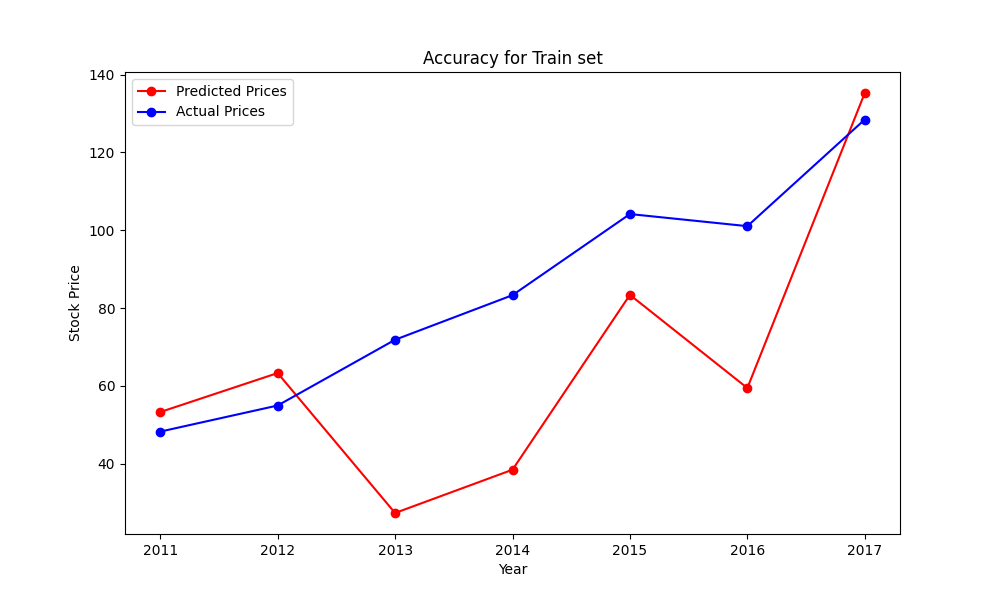 Accuracy for Train set
Predicted Prices
Actual Prices
140
120
100
80
60
40
Stock Price
2011 2012 2013 2014 2015 2016 2017
Year